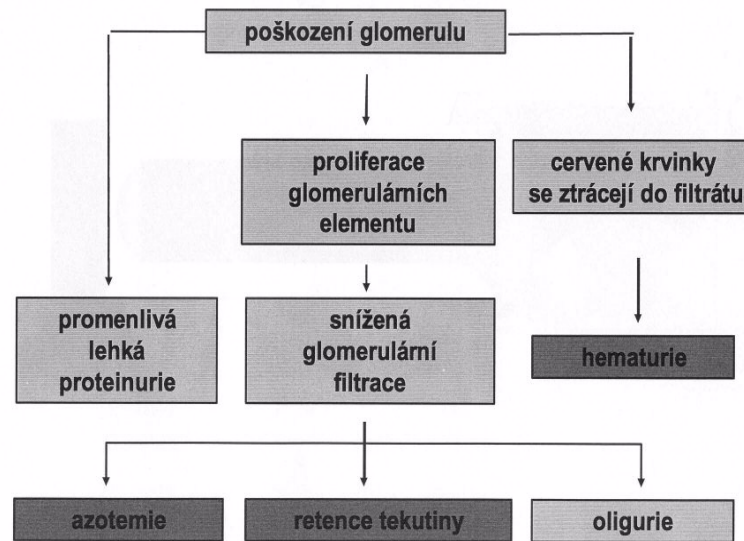 poškození glomerulu
proliferace
glomerulárních
elementu
cervené krvinky
se ztrácejí do filtrátu
promenlivá
lehká
proteinurie
snížená
glomerulární
filtrace
hematurie
azotemie
retence tekutiny
oligurie